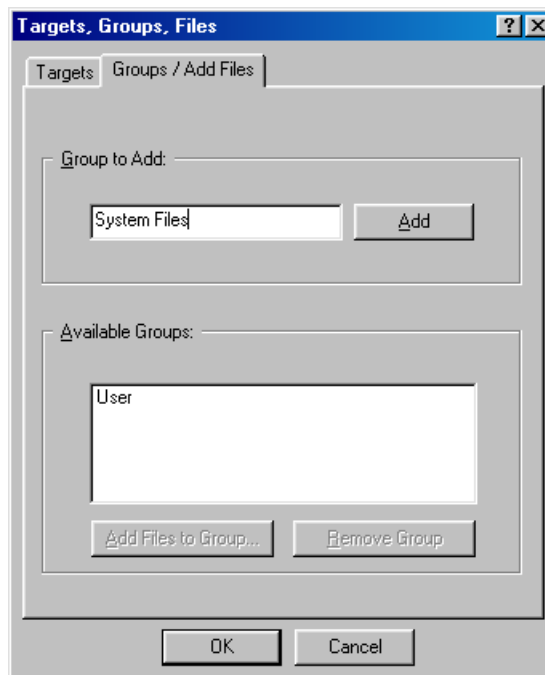 Targets, Groups, Files
Targets
Groups / Add Files
Group to Add:
System Files
Add
Available Groups:
User
Add Files to Group...
Remove Group
OK
Cancel